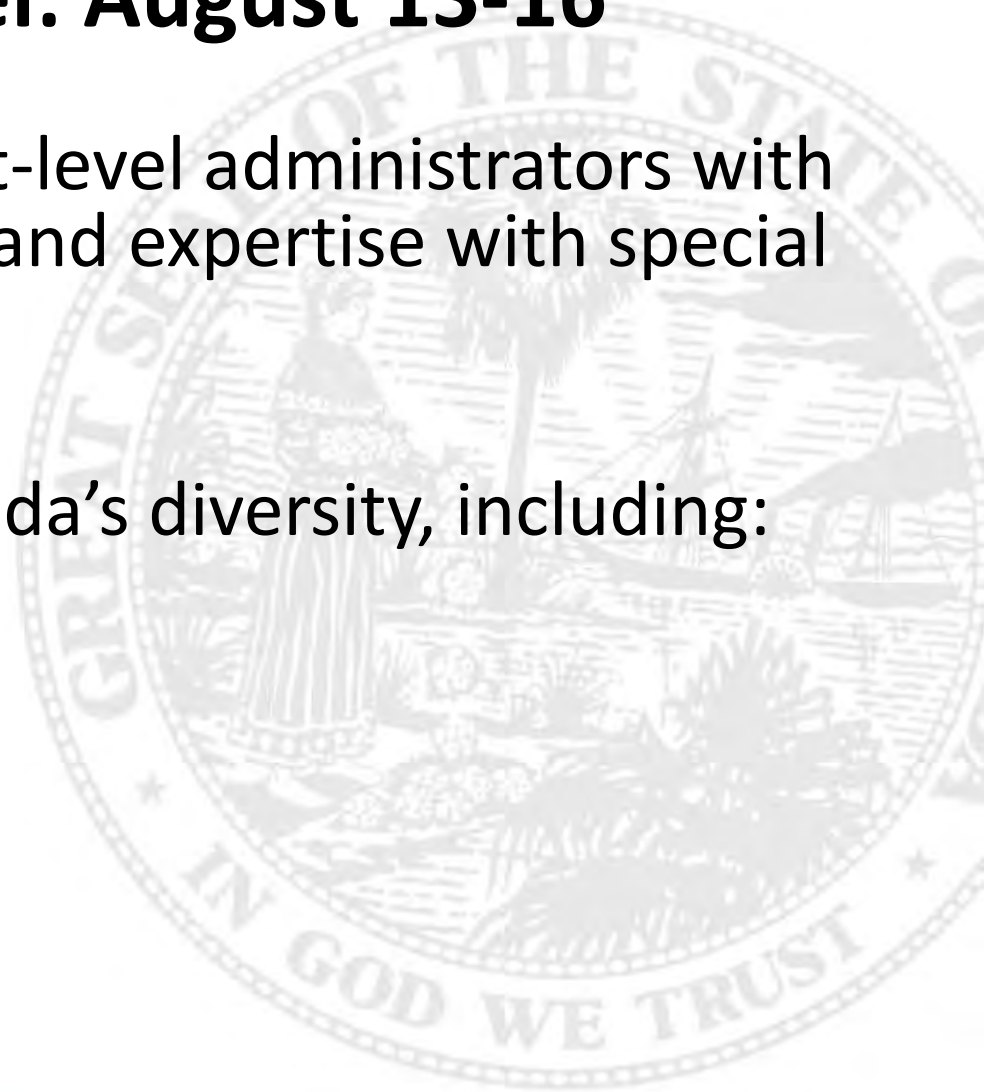 el: August 13-16
t-level administrators with
and expertise with special
da’s diversity, including:
GREAT SEAL OF THE STATE OF
IN GOD WE TRUST